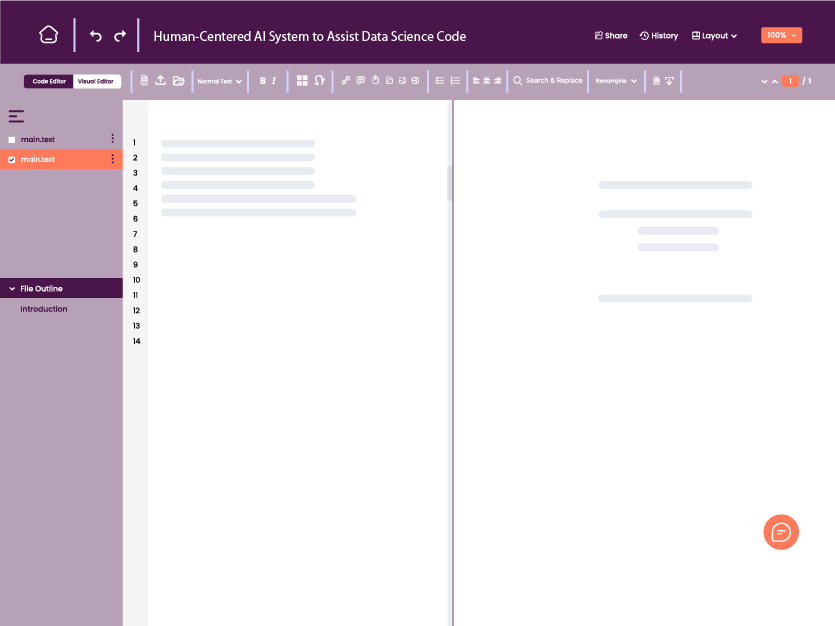 Human-Centered AI System to Assist Data Science Code
Share History Layout 100%
Code Editor Visual Editor Normal Text B I Search & Replace Recompile 1 / 1
main.text
main.text
File Outline
Introduction
1
2
3
4
5
6
7
8
9
10
11
12
13
14